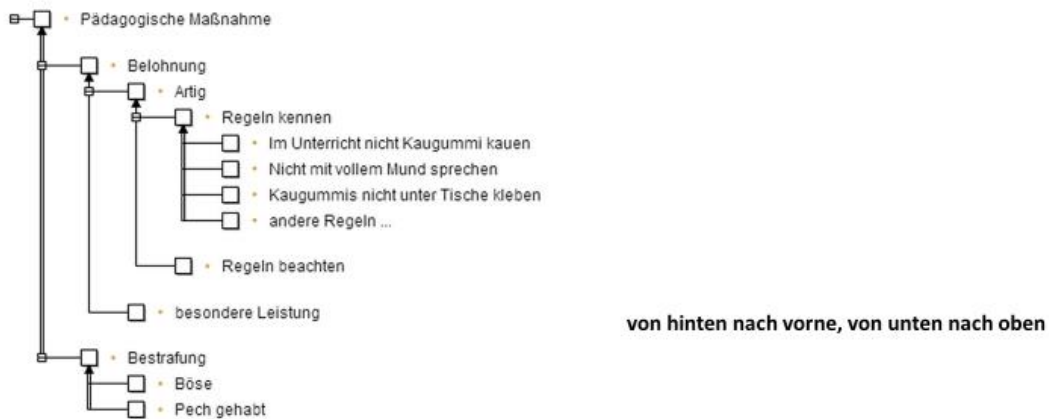 Pädagogische Maßnahme
Belohnung
Artig
Regeln kennen
Im Unterricht nicht Kaugummi kauen
Nicht mit vollem Mund sprechen
Kaugummis nicht unter Tische kleben
andere Regeln ...
Regeln beachten
besondere Leistung
von hinten nach vorne, von unten nach oben
Bestrafung
Böse
Pech gehabt